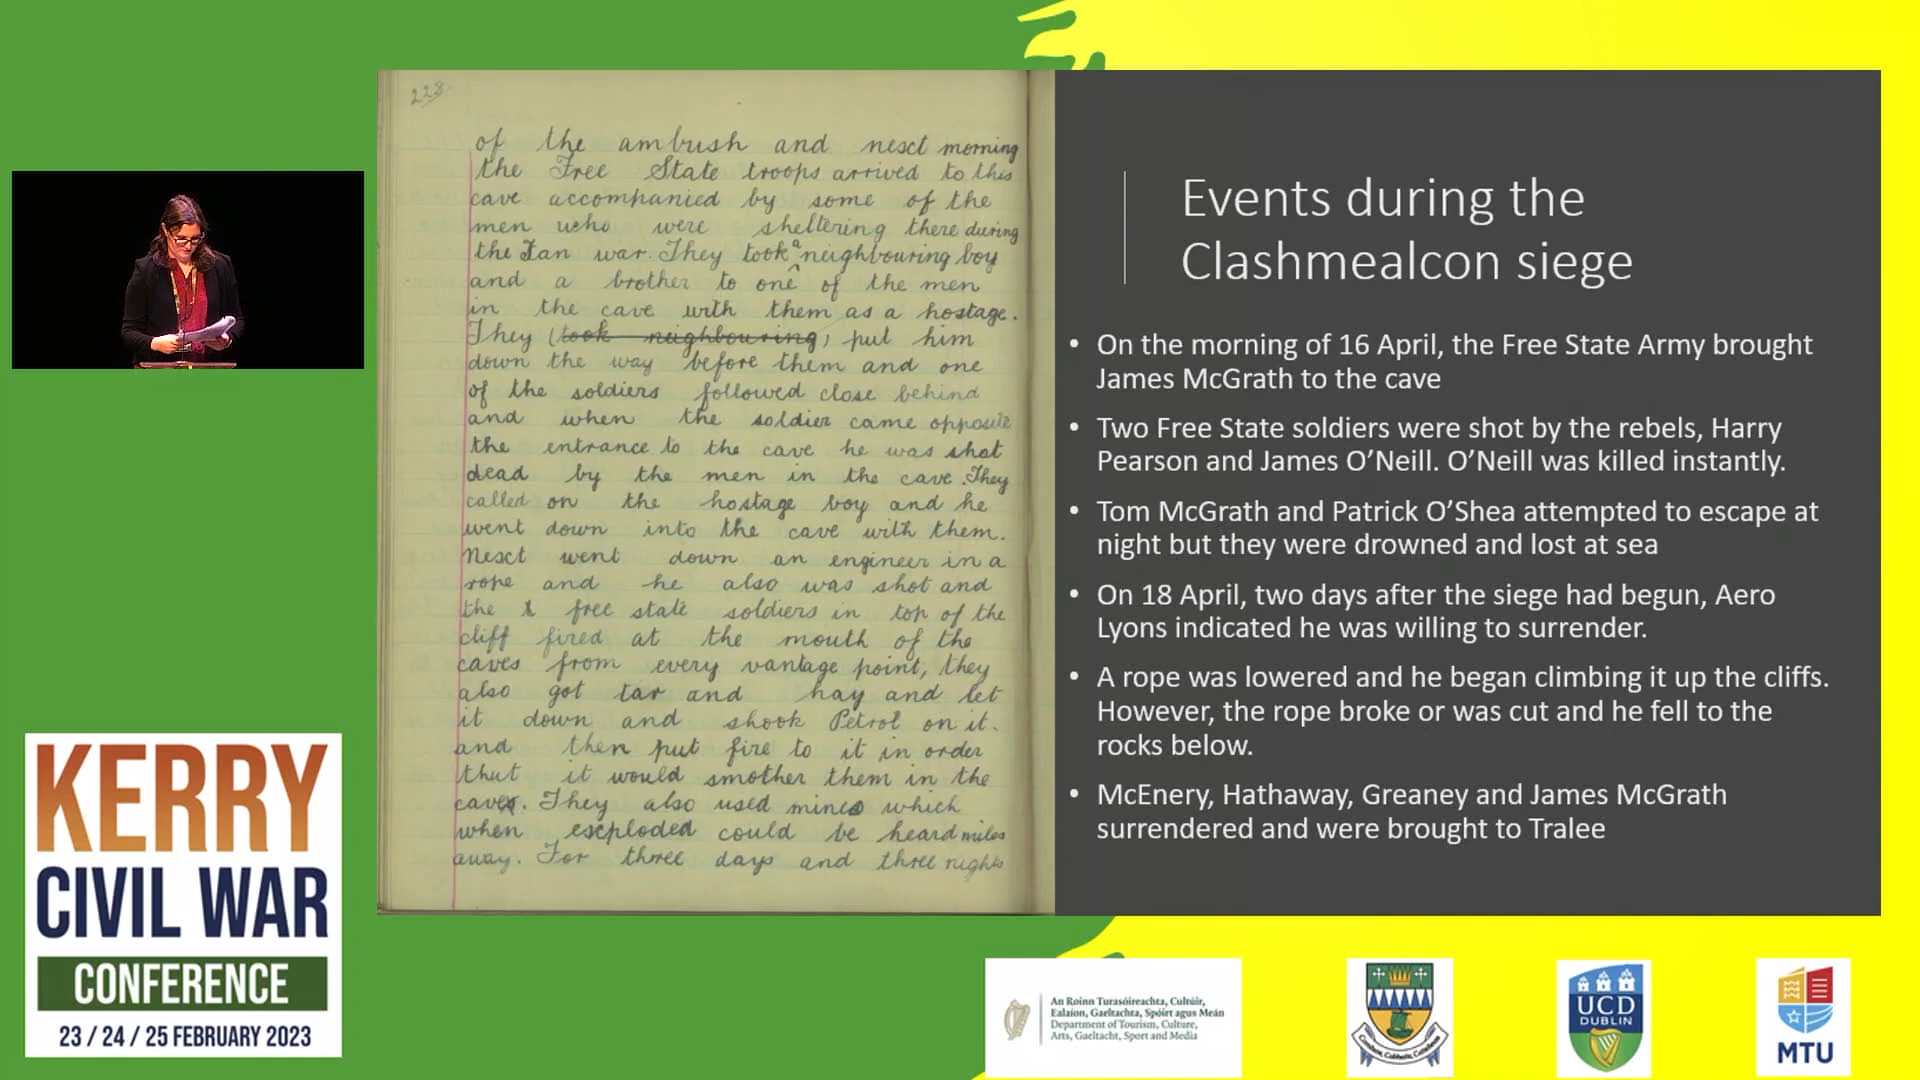 228.
of the ambush and nesct morning
the Free State troops arrived to this
cave accompanied by some of the
men who were sheltering there during
the Tan war. They took a neighbouring boy
and a brother to one of the men
in the cave with them as a hostage.
They (took neighbouring) put him
down the way before them and one
of the soldiers followed close behind
and when the soldier came opposite
the entrance to the cave he was shot
dead by the men in the cave. They
called on the hostage boy and he
went down into the cave with them.
Nesct went down an engineer in a
rope and he also was shot and
the free state soldiers in top of the
cliff fired at the mouth of the
caves from every vantage point, they
also got tar and hay and let
it down and shook Petrol on it.
and then put fire to it in order
that it would smother them in the
caves. They also used mines which
when escploded could be heard miles
away. For three days and three nights
Events during the
Clashmealcon siege
• On the morning of 16 April, the Free State Army brought
James McGrath to the cave
• Two Free State soldiers were shot by the rebels, Harry
Pearson and James O’Neill. O’Neill was killed instantly.
• Tom McGrath and Patrick O’Shea attempted to escape at
night but they were drowned and lost at sea
• On 18 April, two days after the siege had begun, Aero
Lyons indicated he was willing to surrender.
• A rope was lowered and he began climbing it up the cliffs.
However, the rope broke or was cut and he fell to the
rocks below.
• McEnery, Hathaway, Greaney and James McGrath
surrendered and were brought to Tralee
KERRY
CIVIL WAR
CONFERENCE
23 / 24 / 25 FEBRUARY 2023
An Roinn Turasóireachta, Cultúir,
Ealaíon, Gaeltachta, Spóirt agus Meán
Department of Tourism, Culture,
Arts, Gaeltacht, Sport and Media
UCD
DUBLIN
MTU